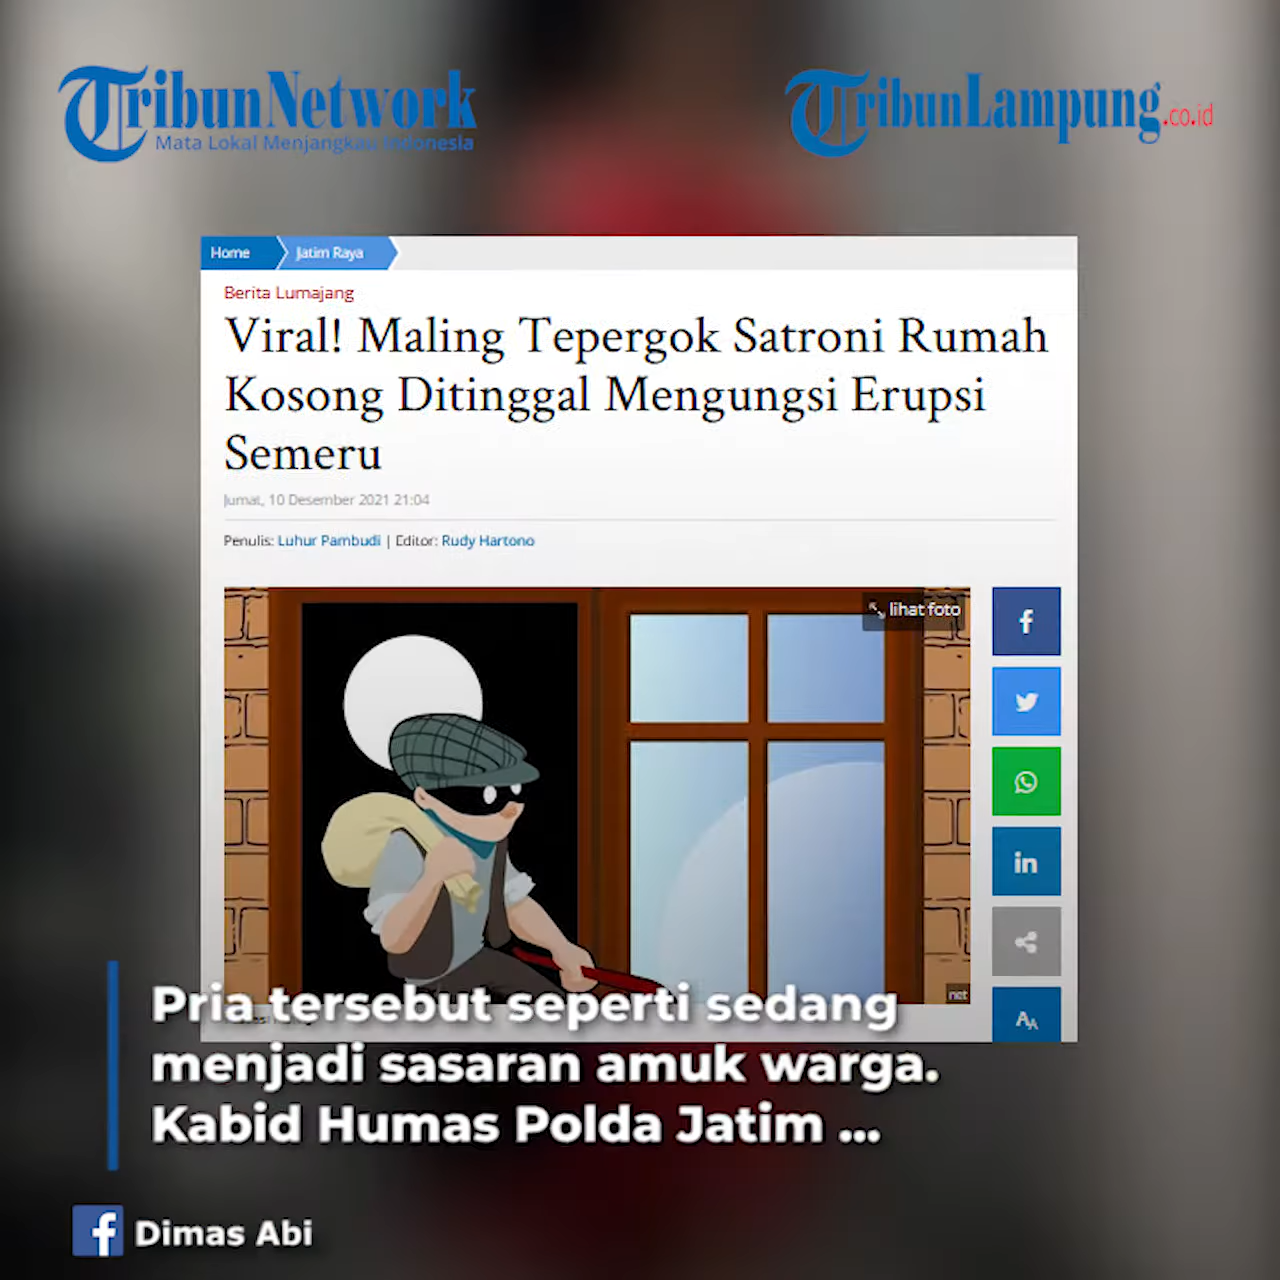 TribunNetwork
Mata Lokal Menjangkau Indonesia
TribunLampung.co.id
Home
Jatim Raya
Berita Lumajang
Viral! Maling Tepergok Satroni Rumah
Kosong Ditinggal Mengungsi Erupsi
Semeru
Jumat, 10 Desember 2021 21:04
Penulis: Luhur Pambudi | Editor: Rudy Hartono
lihat foto
f
in
net
AA
Pria tersebut seperti sedang
menjadi sasaran amuk warga.
Kabid Humas Polda Jatim ...
f Dimas Abi